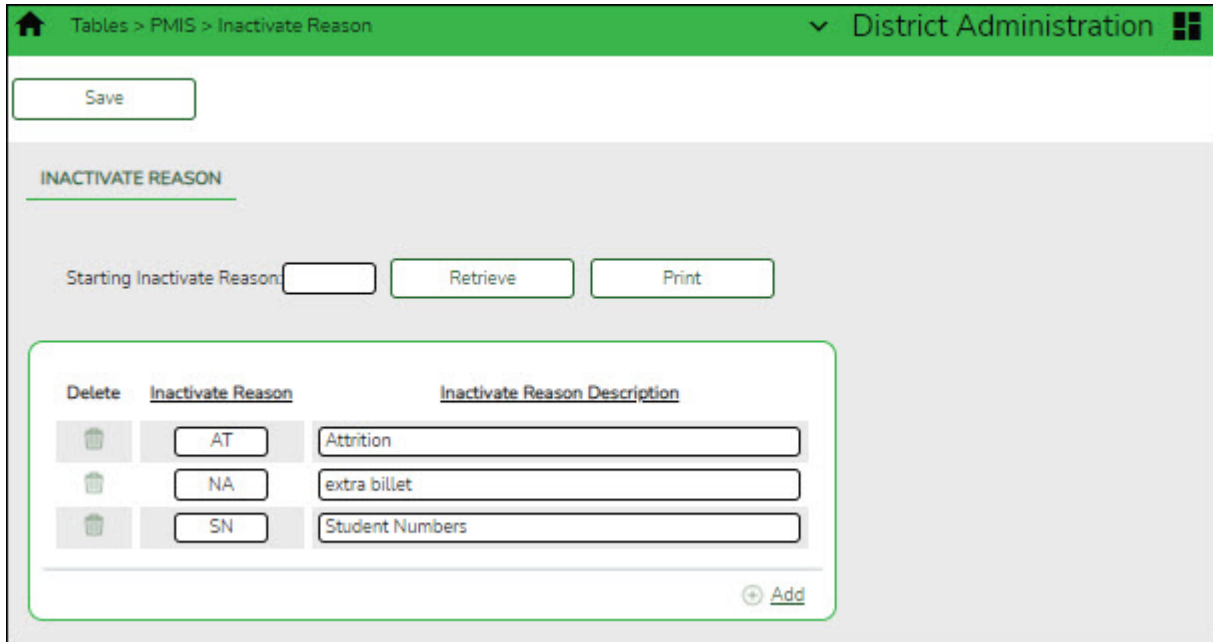 Tables > PMIS > Inactivate Reason District Administration
Save
INACTIVATE REASON
Starting Inactivate Reason: Retrieve Print
Delete Inactivate Reason Inactivate Reason Description
AT Attrition
NA extra billet
SN Student Numbers
Add